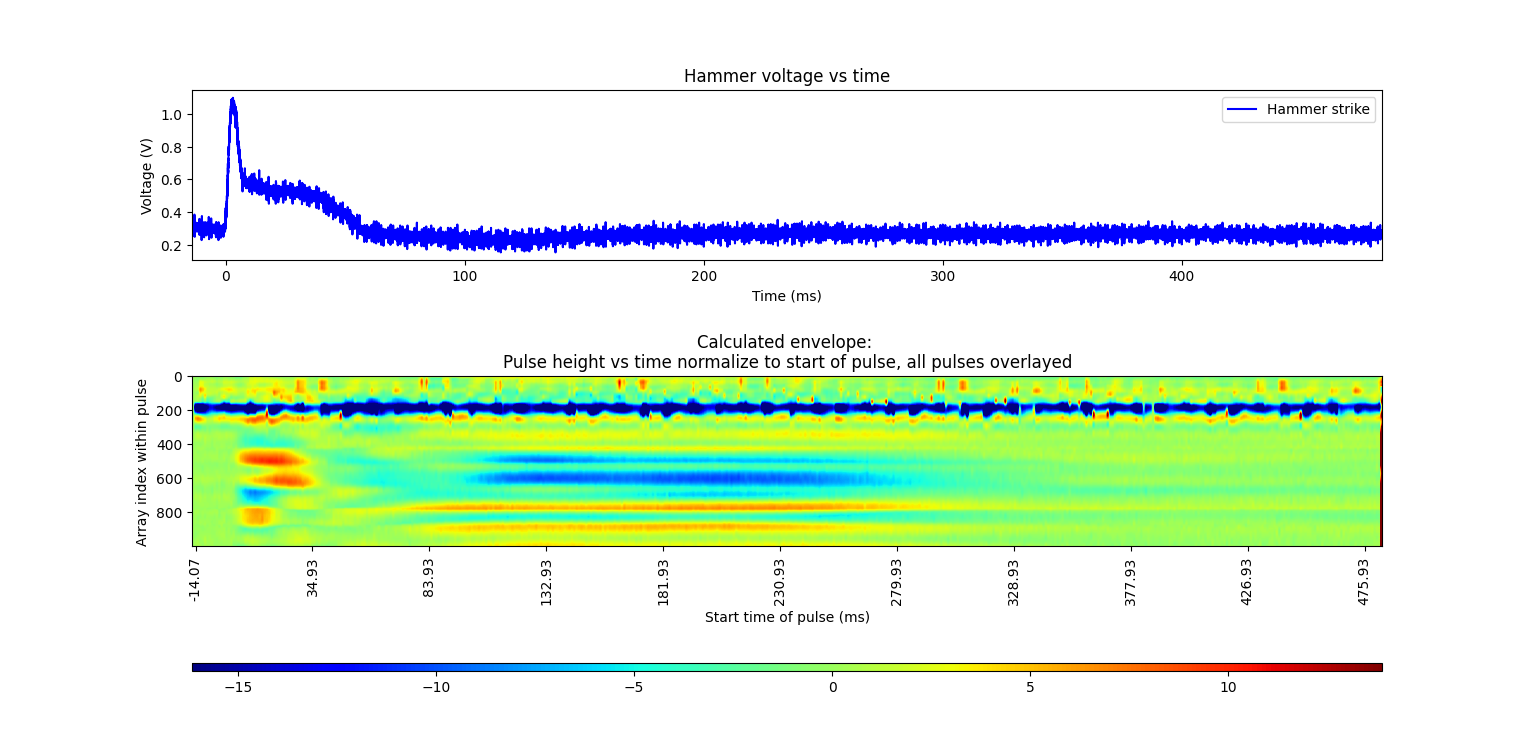 Hammer voltage vs time
Hammer strike
1.0
0.8
0.6
0.4
0.2
Voltage (V)
0 100 200 300 400
Time (ms)
Calculated envelope:
Pulse height vs time normalize to start of pulse, all pulses overlayed
0
200
400
600
800
Array index within pulse
-14.07 34.93 83.93 132.93 181.93 230.93 279.93 328.93 377.93 426.93 475.93
Start time of pulse (ms)
−15 −10 −5 0 5 10